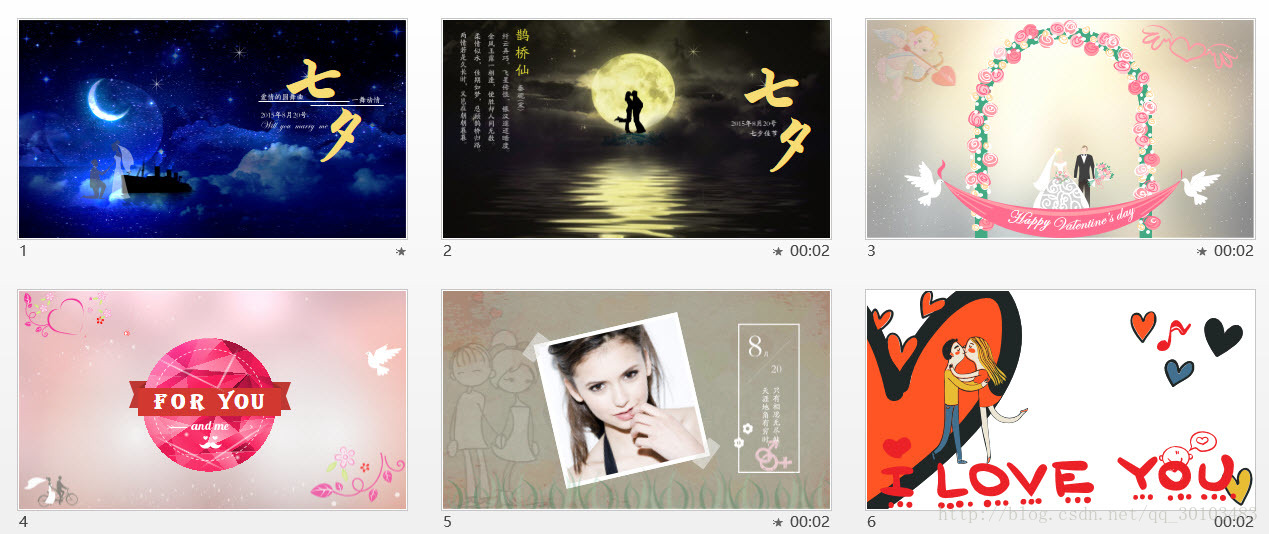 七夕
爱情的圆舞曲
一舞动情
2015年8月20号
Will you marry me
1
鹊桥仙
秦观(宋)
纤云弄巧，飞星传恨，银汉迢迢暗度。
金风玉露一相逢，便胜却人间无数。
柔情似水，佳期如梦，忍顾鹊桥归路。
两情若是久长时，又岂在朝朝暮暮。
七夕
2015年8月20号
七夕佳节
2
00:02
Happy Valentine's day
3
00:02
FOR YOU
and me
4
8月
20
只有相思无尽处
天涯地角有穷时
5
00:02
I LOVE YOU
6
00:02
http://blog.csdn.net/qq_30103483